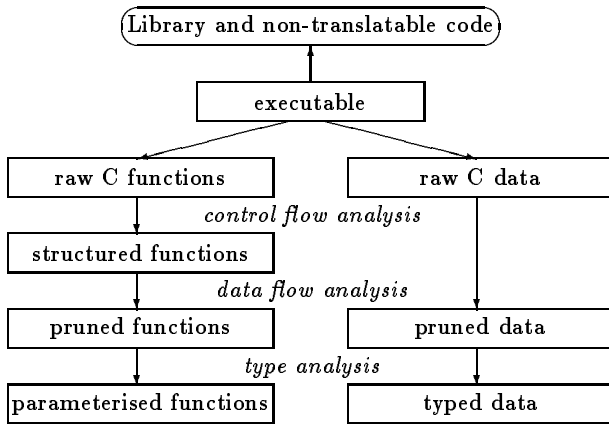 Library and non-translatable code
executable
raw C functions
raw C data
control flow analysis
structured functions
data flow analysis
pruned functions
pruned data
type analysis
parameterised functions
typed data